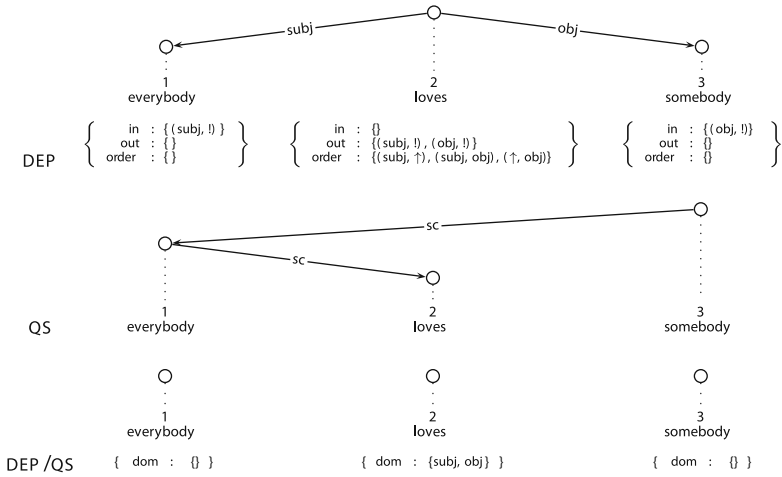 subj obj
1 2 3
everybody loves somebody
in : { (subj, !) } in : {} in : {(obj, !)}
out : { } out : {(subj, !) , (obj, !) } out : {}
DEP order : { } order : {(subj, ↑) , (subj, obj) , (↑, obj)} order : {}
sc
sc
1 2 3
QS everybody loves somebody
1 2 3
everybody loves somebody
DEP /QS { dom : {} } { dom : {subj, obj} } { dom : {} }